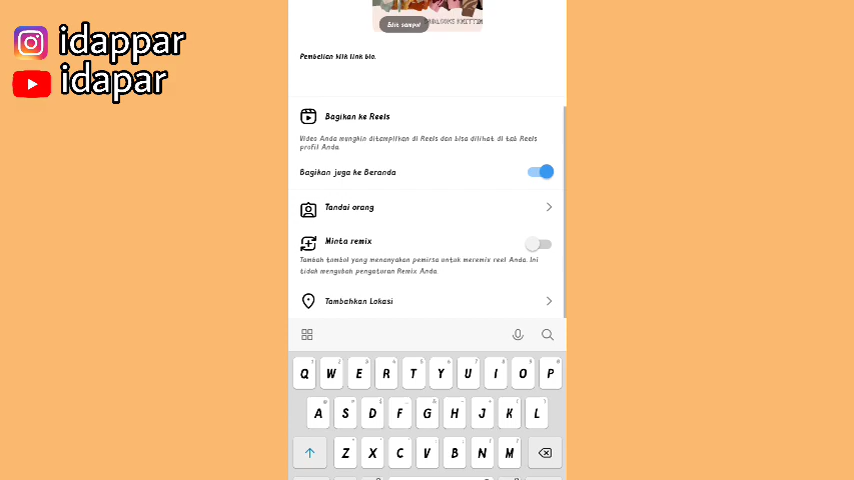 idappar
idapar
Edit sampul
Pembelian klik link bio.
Bagikan ke Reels
Video Anda mungkin ditampilkan di Reels dan bisa dilihat di tab Reels
profil Anda.
Bagikan juga ke Beranda
Tandai orang
Minta remix
Tambah tombol yang menanyakan pemirsa untuk meremix reel Anda. Ini
tidak mengubah pengaturan Remix Anda.
Tambahkan Lokasi
Q W E R T Y U I O P
A S D F G H J K L
Z X C V B N M